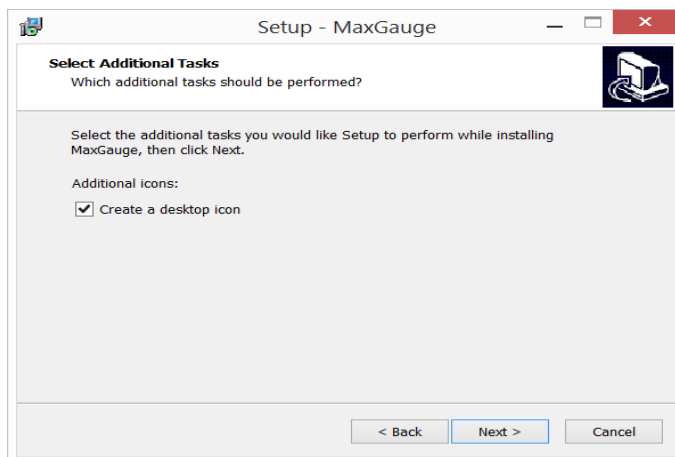 Setup - MaxGauge
Select Additional Tasks
Which additional tasks should be performed?
Select the additional tasks you would like Setup to perform while installing
MaxGauge, then click Next.
Additional icons:
Create a desktop icon
< Back
Next >
Cancel